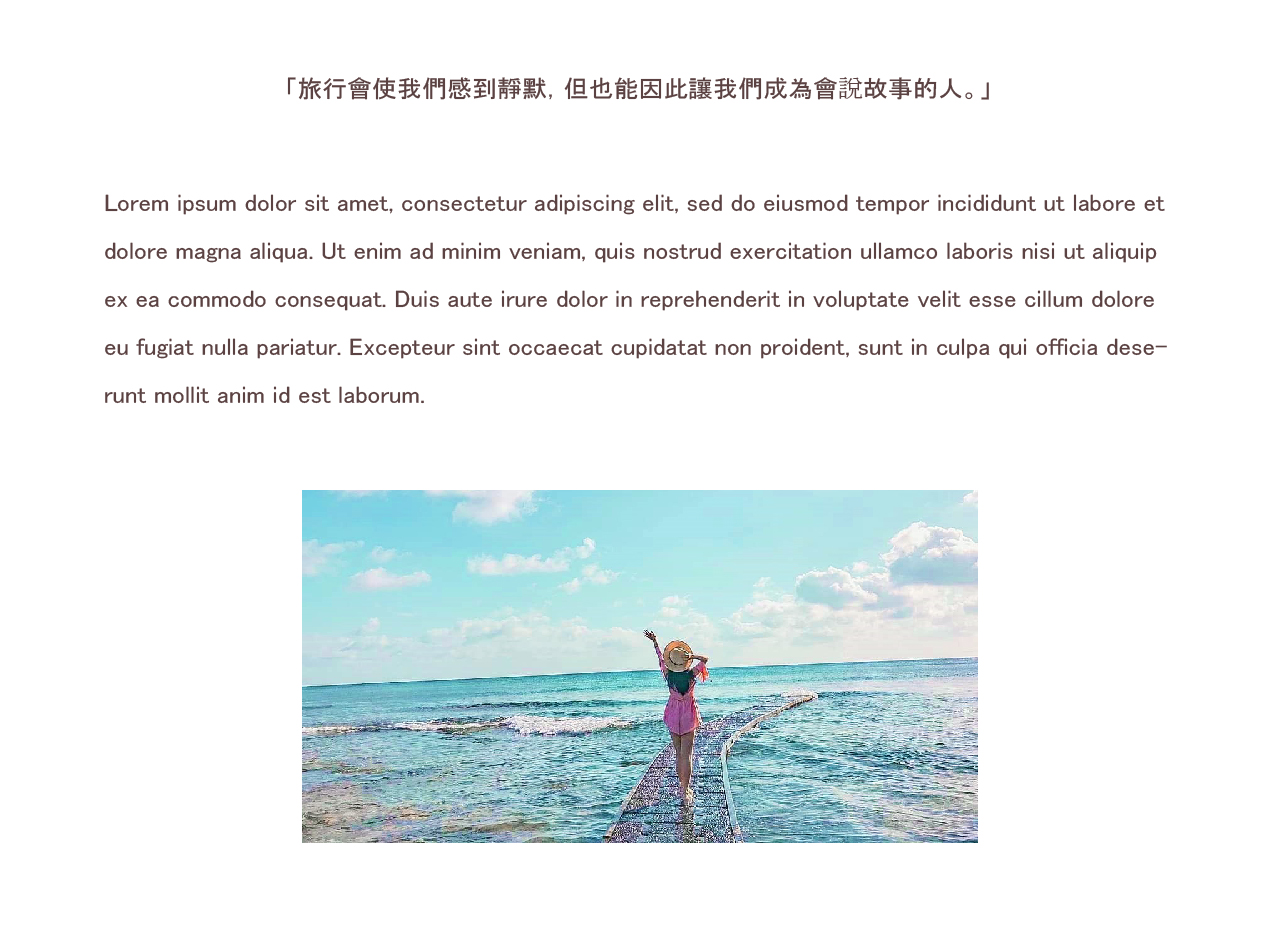 「旅行會使我們感到靜默, 但也能因此讓我們成為會說故事的人。」
Lorem ipsum dolor sit amet, consectetur adipiscing elit, sed do eiusmod tempor incididunt ut labore et
dolore magna aliqua. Ut enim ad minim veniam, quis nostrud exercitation ullamco laboris nisi ut aliquip
ex ea commodo consequat. Duis aute irure dolor in reprehenderit in voluptate velit esse cillum dolore
eu fugiat nulla pariatur. Excepteur sint occaecat cupidatat non proident, sunt in culpa qui officia dese-
runt mollit anim id est laborum.